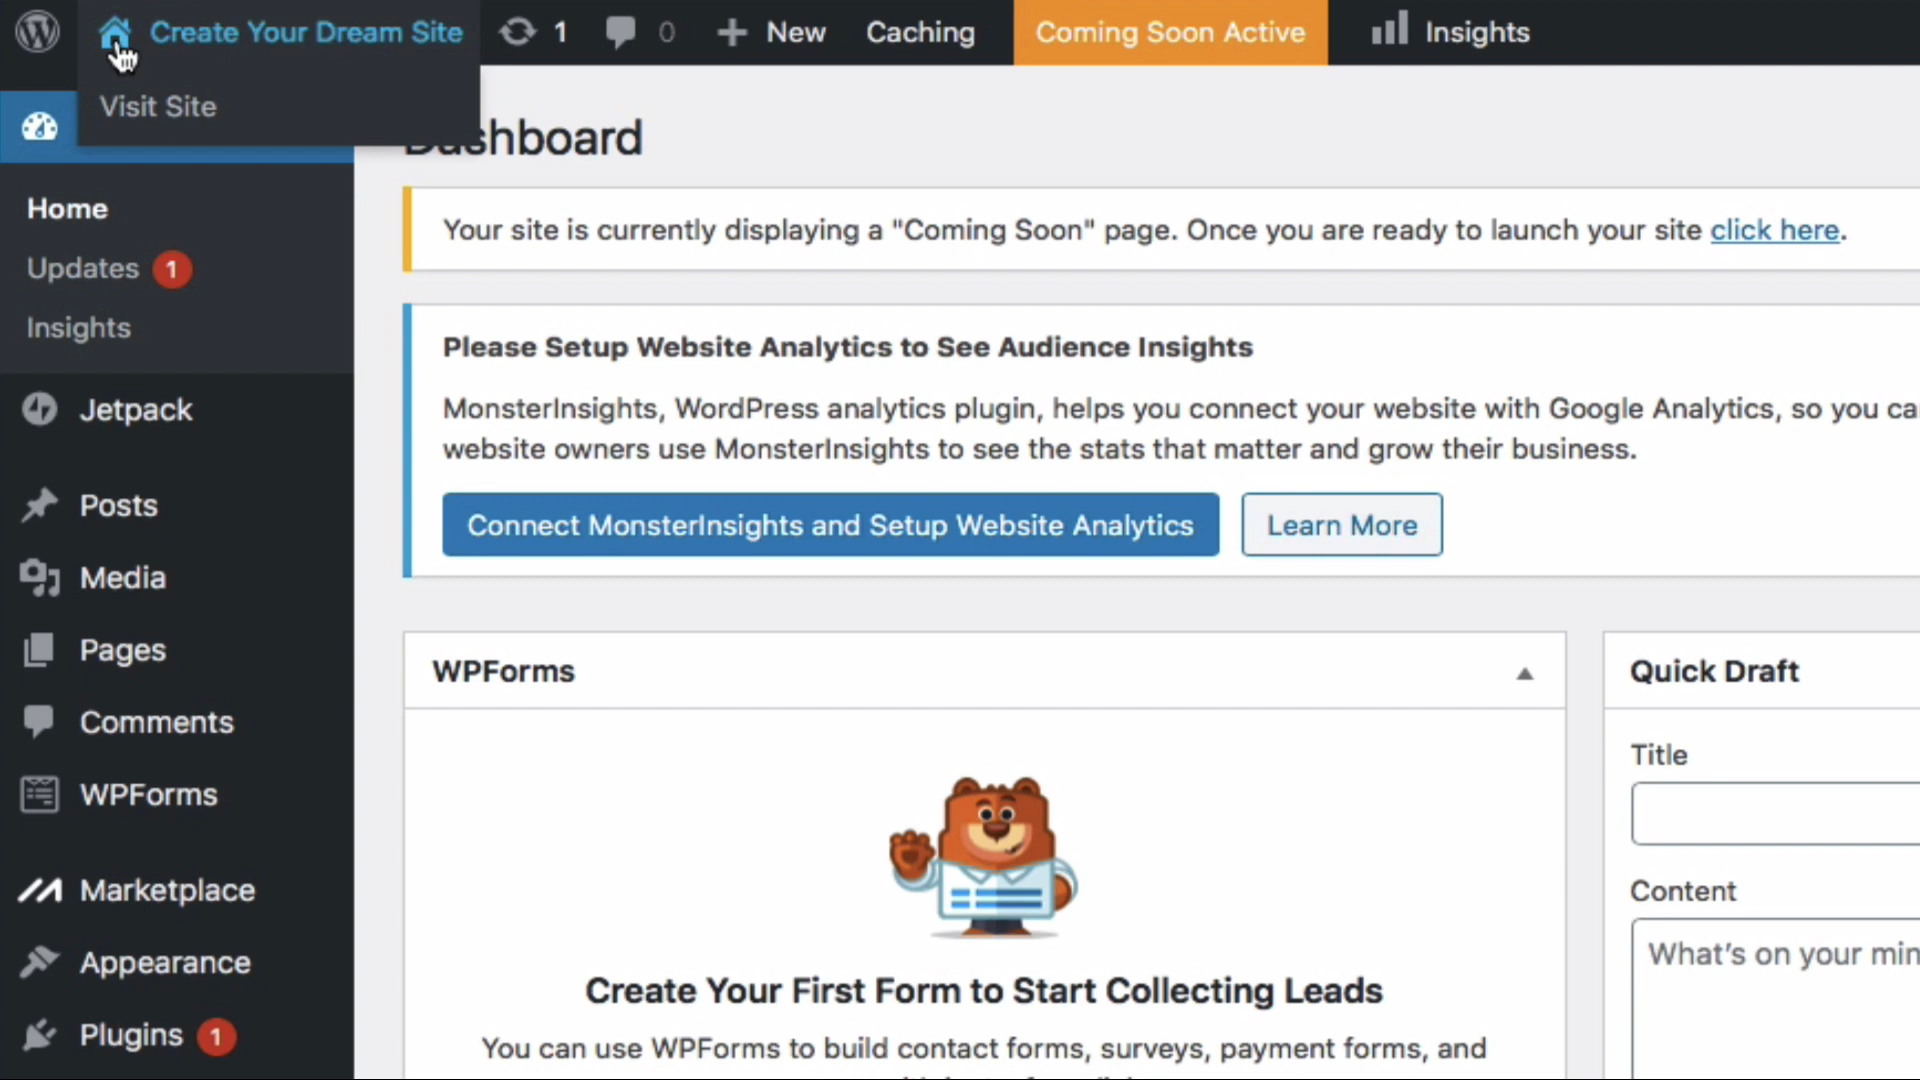 Create Your Dream Site 1 0 New Caching Coming Soon Active Insights
Visit Site
Dashboard
Home
Updates 1
Insights
Jetpack
Posts
Media
Pages
Comments
WPForms
Marketplace
Appearance
Plugins 1
Your site is currently displaying a "Coming Soon" page. Once you are ready to launch your site click here.
Please Setup Website Analytics to See Audience Insights
MonsterInsights, WordPress analytics plugin, helps you connect your website with Google Analytics, so you ca
website owners use MonsterInsights to see the stats that matter and grow their business.
Connect MonsterInsights and Setup Website Analytics Learn More
WPForms
Create Your First Form to Start Collecting Leads
You can use WPForms to build contact forms, surveys, payment forms, and
Quick Draft
Title
Content
What's on your min